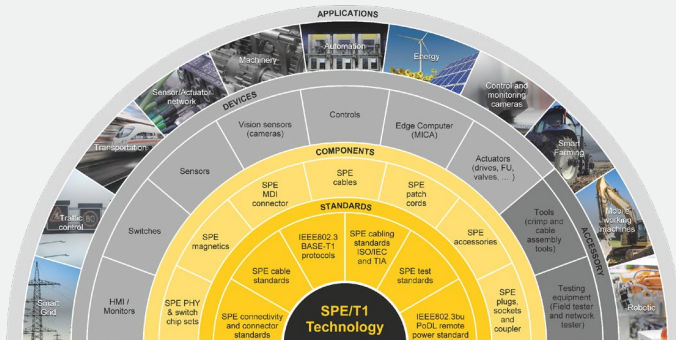 APPLICATIONS
Smart
Grid
Traffic
control
Transportation
Sensor/Actuator
network
Machinery
Automation
Energy
Control and
monitoring
cameras
Smart
Farming
Mobile
working
machines
Robotic
DEVICES
HMI /
Monitors
Switches
Sensors
Vision sensors
(cameras)
Controls
Edge Computer
(MICA)
Actuators
(drives, FU,
valves, ... )
ACCESSORY
Tools
(crimp and
cable
assembly
tools)
Testing
equipment
(Field tester
and network
tester)
COMPONENTS
SPE PHY
& switch
chip sets
SPE
magnetics
SPE
MDI
connector
SPE
cables
SPE
patch
cords
SPE
accessories
SPE
plugs,
sockets
and
coupler
STANDARDS
SPE connectivity
and connector
standards
SPE cable
standards
IEEE802.3
BASE-T1
protocols
SPE cabling
standards
ISO/IEC
and TIA
SPE test
standards
IEEE802.3bu
PoDL remote
power standard
SPE/T1
Technology